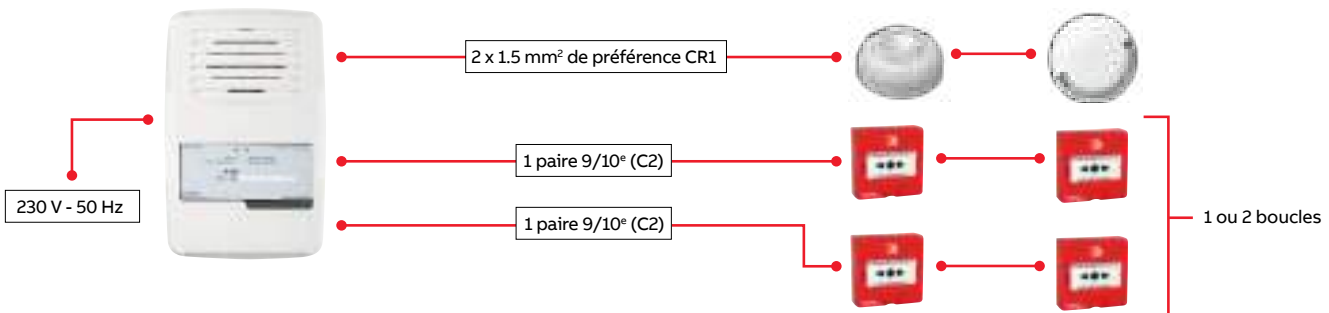 2 x 1.5 mm² de préférence CR1
1 paire 9/10ᵉ (C2)
230 V - 50 Hz
1 paire 9/10ᵉ (C2)
1 ou 2 boucles